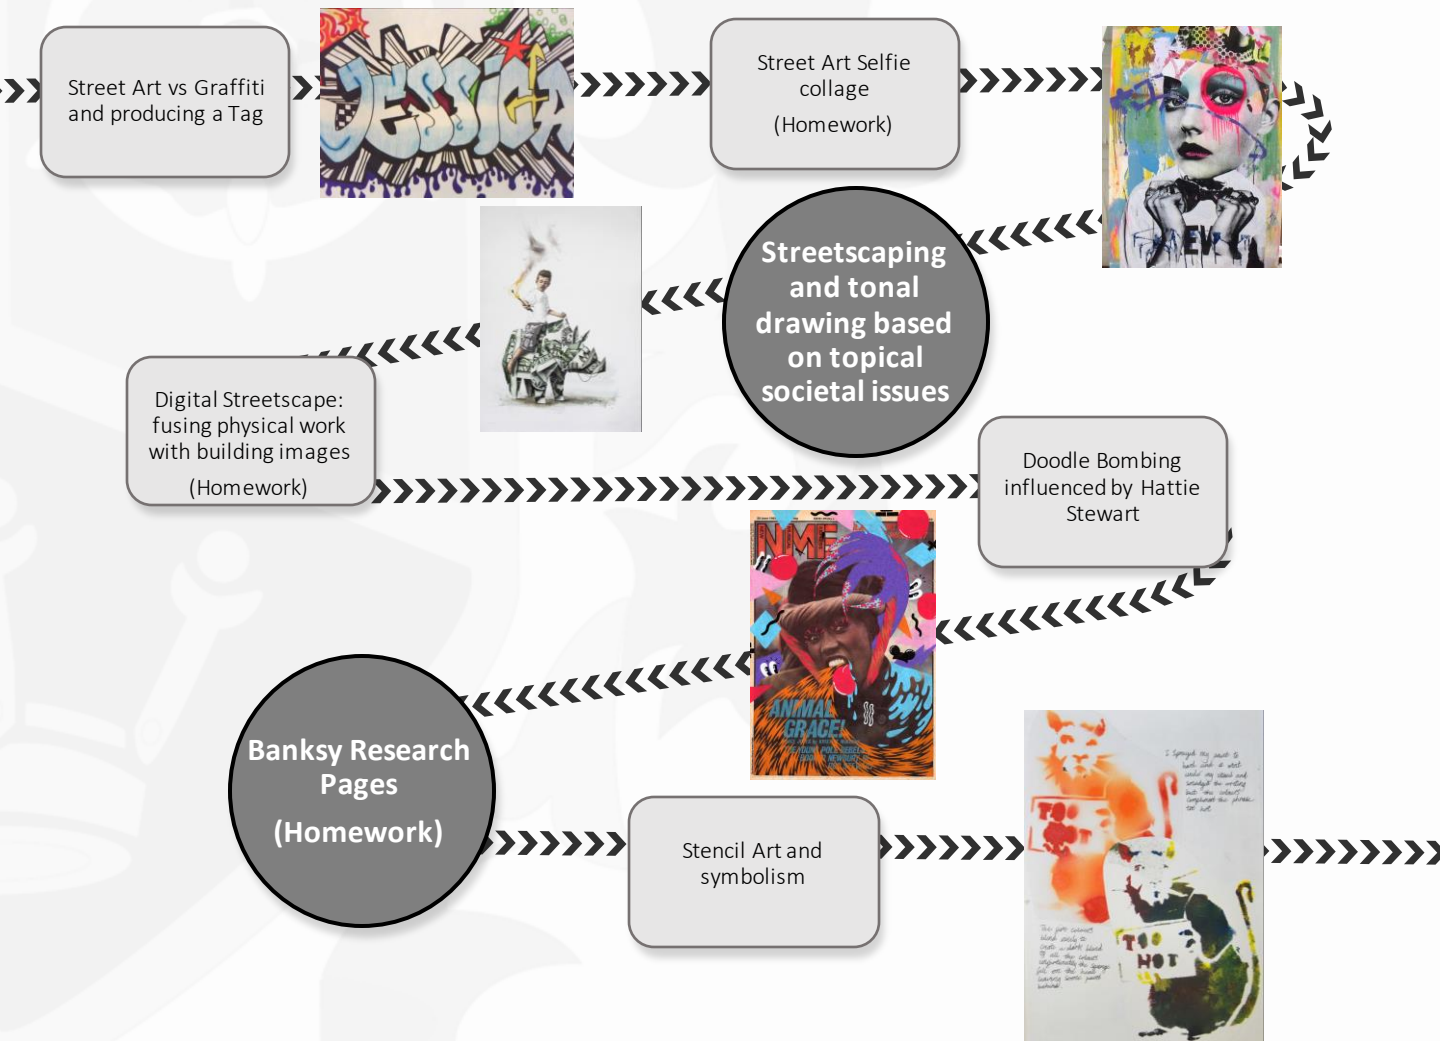 Street Art vs Graffiti
and producing a Tag
JESSICA
Street Art Selfie
collage
(Homework)
Streetscaping
and tonal
drawing based
on topical
societal issues
Digital Streetscape:
fusing physical work
with building images
(Homework)
Doodle Bombing
influenced by Hattie
Stewart
NME
ANIMAL
GRACE!
Banksy Research
Pages
(Homework)
Stencil Art and
symbolism
TOO
HOT
TOO
HOT